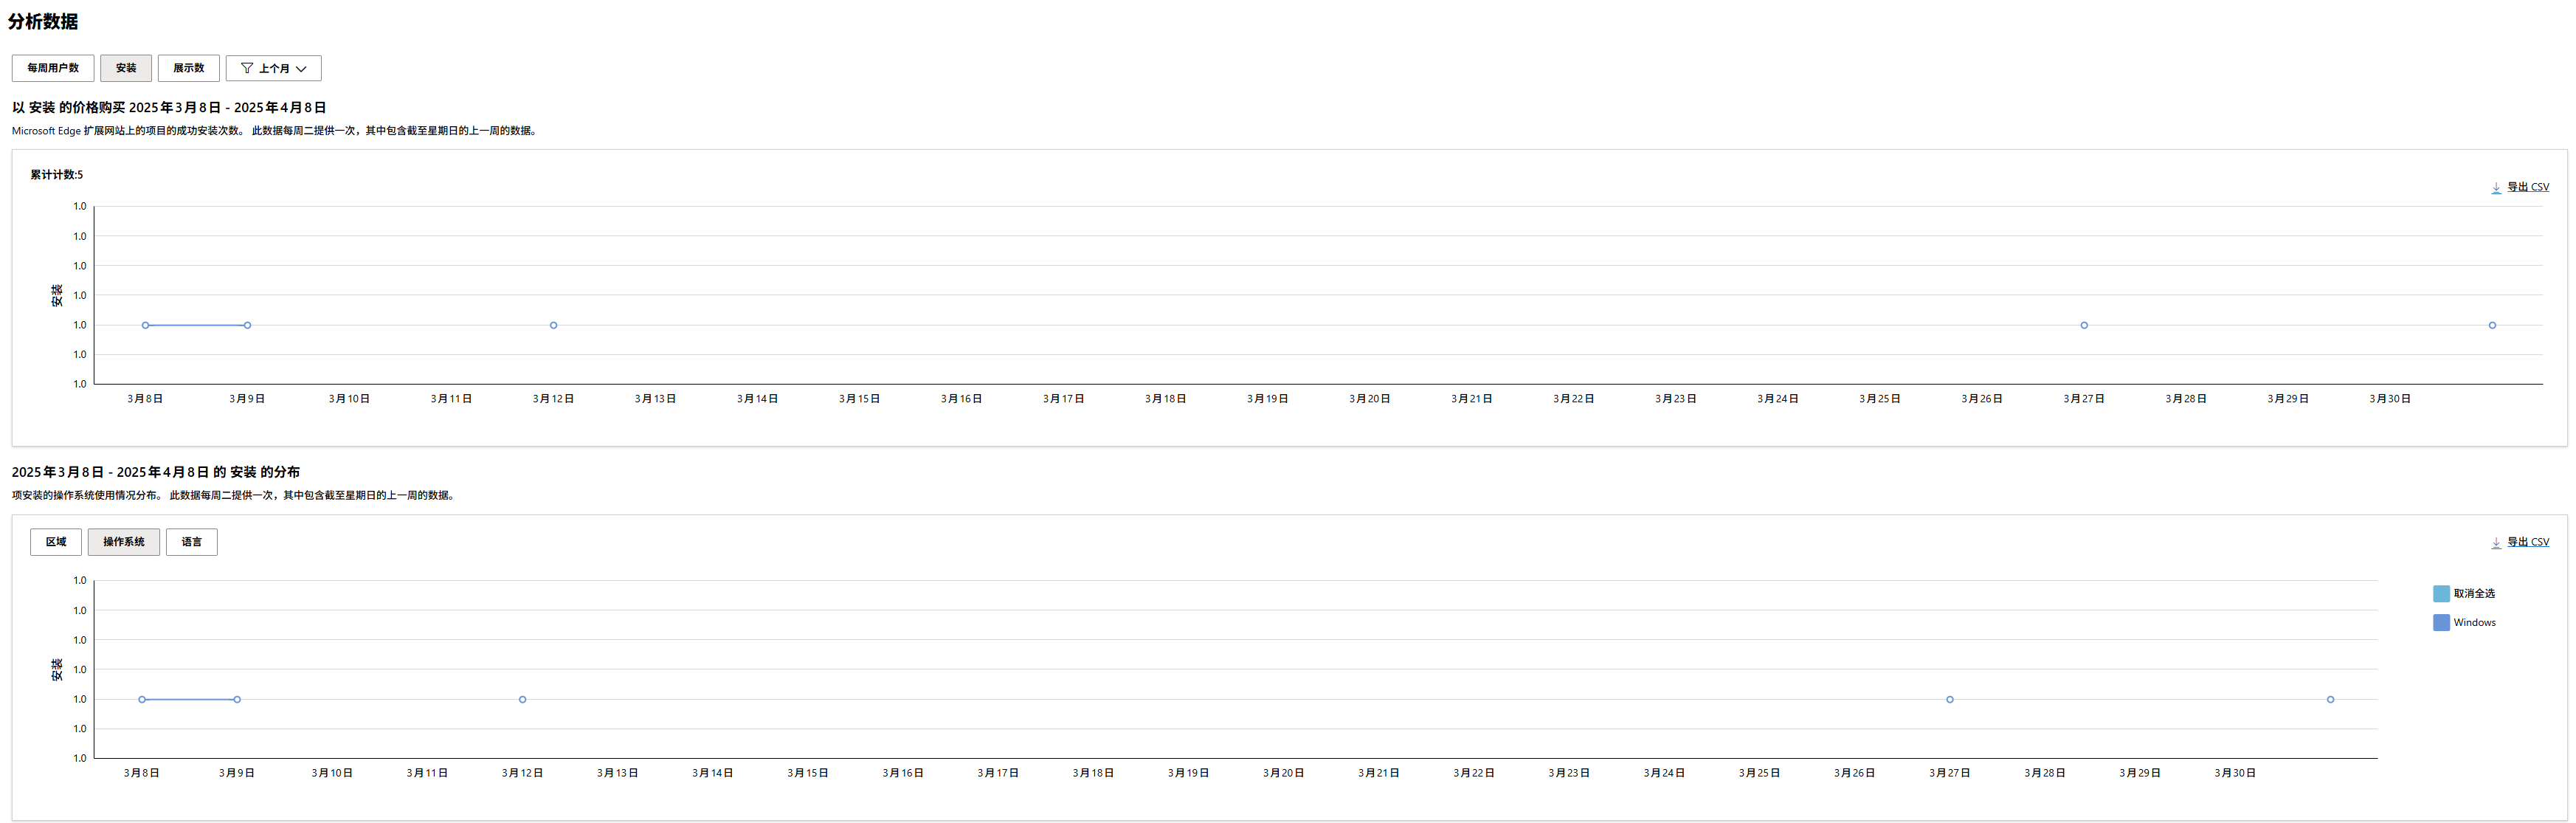 分析数据
每周用户数 安装 展示数 上个月
以 安装 的价格购买 2025年3月8日 - 2025年4月8日
Microsoft Edge 扩展网站上的项目的成功安装次数。 此数据每周二提供一次，其中包含截至星期日的上一周的数据。
累计计数:5
导出 CSV
1.0
1.0
1.0
1.0
1.0
1.0
1.0
安装
3月8日 3月9日 3月10日 3月11日 3月12日 3月13日 3月14日 3月15日 3月16日 3月17日 3月18日 3月19日 3月20日 3月21日 3月22日 3月23日 3月24日 3月25日 3月26日 3月27日 3月28日 3月29日 3月30日
2025年3月8日 - 2025年4月8日 的 安装 的分布
项安装的操作系统使用情况分布。 此数据每周二提供一次，其中包含截至星期日的上一周的数据。
区域 操作系统 语言
导出 CSV
1.0
1.0
1.0
1.0
1.0
1.0
1.0
安装
取消全选
Windows
3月8日 3月9日 3月10日 3月11日 3月12日 3月13日 3月14日 3月15日 3月16日 3月17日 3月18日 3月19日 3月20日 3月21日 3月22日 3月23日 3月24日 3月25日 3月26日 3月27日 3月28日 3月29日 3月30日